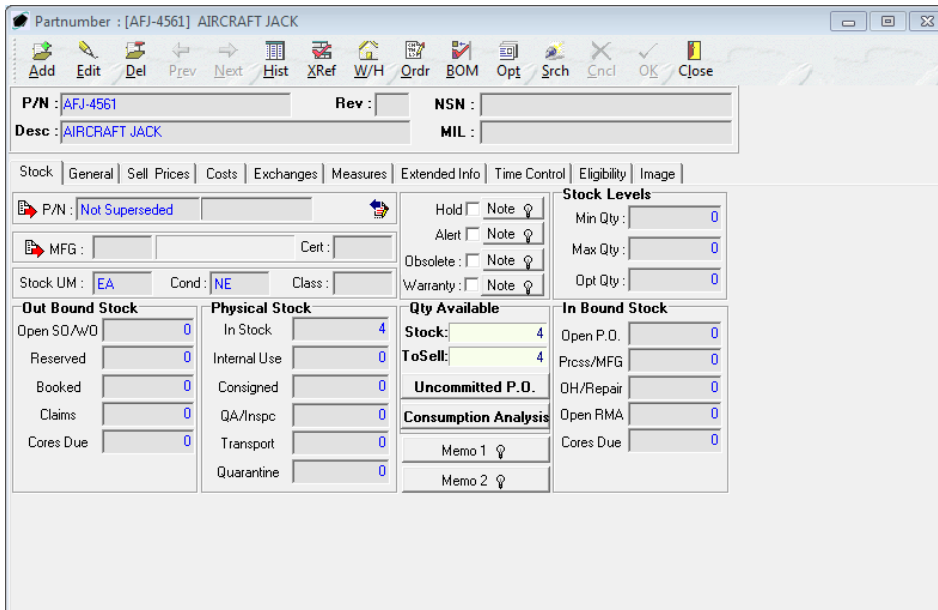 Partnumber : [AFJ-4561] AIRCRAFT JACK
Add Edit Del Prev Next Hist XRef W/H Ordr BOM Opt Srch Cncl OK Close
P/N : AFJ-4561 Rev : NSN :
Desc : AIRCRAFT JACK MIL :
Stock General Sell Prices Costs Exchanges Measures Extended Info Time Control Eligibility Image
P/N : Not Superseded
MFG : Cert :
Stock UM : EA Cond : NE Class :
Hold Note
Alert Note
Obsolete : Note
Warranty : Note
Stock Levels
Min Qty : 0
Max Qty : 0
Opt Qty : 0
Out Bound Stock
Open SO/WO 0
Reserved 0
Booked 0
Claims 0
Cores Due 0
Physical Stock
In Stock 4
Internal Use 0
Consigned 0
QA/Inspc 0
Transport 0
Quarantine 0
Qty Available
Stock: 4
ToSell: 4
Uncommitted P.O.
Consumption Analysis
Memo 1
Memo 2
In Bound Stock
Open P.O. 0
Prcss/MFG 0
OH/Repair 0
Open RMA 0
Cores Due 0